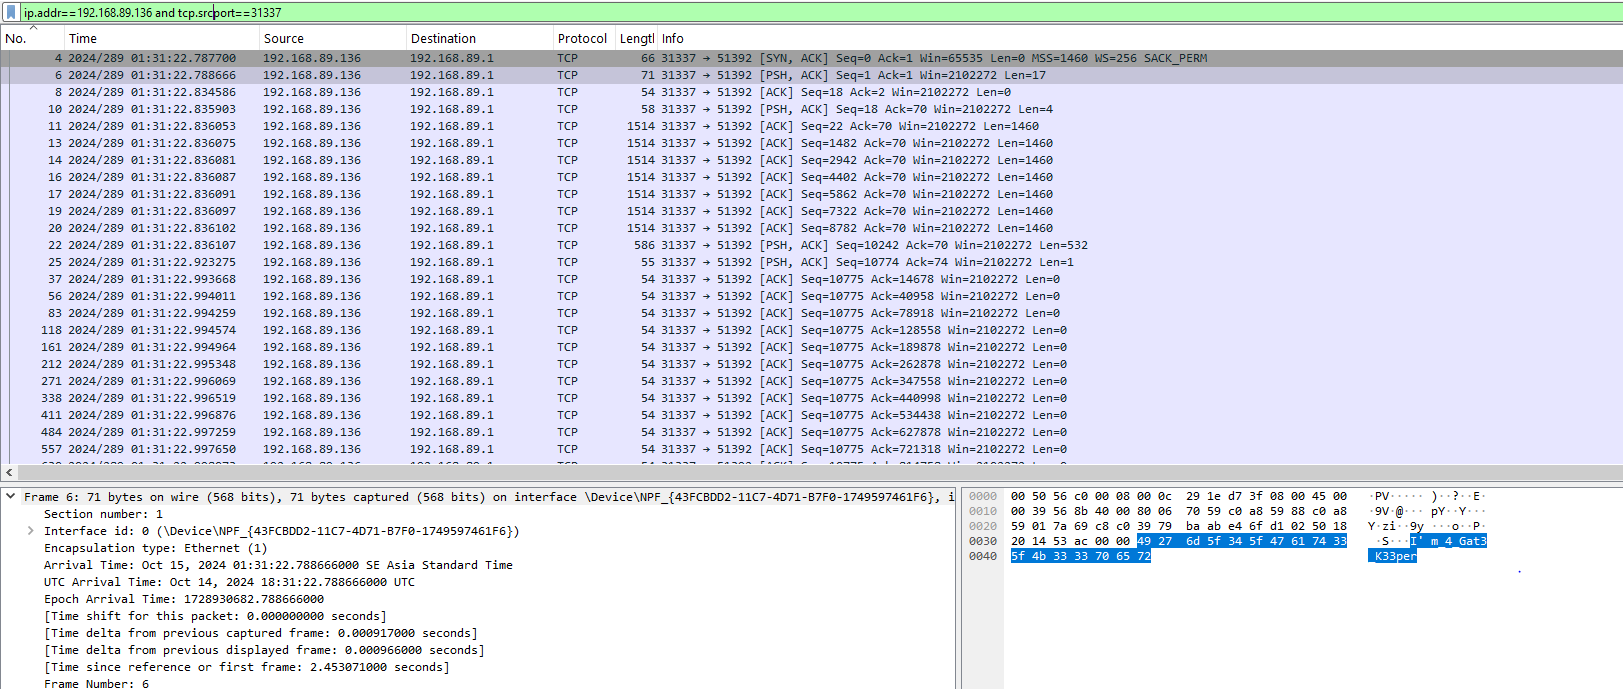 ip.addr==192.168.89.136 and tcp.srcport==31337
No. Time Source Destination Protocol Lengtl Info
4 2024/289 01:31:22.787700 192.168.89.136 192.168.89.1 TCP 66 31337 → 51392 [SYN, ACK] Seq=0 Ack=1 Win=65535 Len=0 MSS=1460 WS=256 SACK_PERM
6 2024/289 01:31:22.788666 192.168.89.136 192.168.89.1 TCP 71 31337 → 51392 [PSH, ACK] Seq=1 Ack=1 Win=2102272 Len=17
8 2024/289 01:31:22.834586 192.168.89.136 192.168.89.1 TCP 54 31337 → 51392 [ACK] Seq=18 Ack=2 Win=2102272 Len=0
10 2024/289 01:31:22.835903 192.168.89.136 192.168.89.1 TCP 58 31337 → 51392 [PSH, ACK] Seq=18 Ack=70 Win=2102272 Len=4
11 2024/289 01:31:22.836053 192.168.89.136 192.168.89.1 TCP 1514 31337 → 51392 [ACK] Seq=22 Ack=70 Win=2102272 Len=1460
13 2024/289 01:31:22.836075 192.168.89.136 192.168.89.1 TCP 1514 31337 → 51392 [ACK] Seq=1482 Ack=70 Win=2102272 Len=1460
14 2024/289 01:31:22.836081 192.168.89.136 192.168.89.1 TCP 1514 31337 → 51392 [ACK] Seq=2942 Ack=70 Win=2102272 Len=1460
16 2024/289 01:31:22.836087 192.168.89.136 192.168.89.1 TCP 1514 31337 → 51392 [ACK] Seq=4402 Ack=70 Win=2102272 Len=1460
17 2024/289 01:31:22.836091 192.168.89.136 192.168.89.1 TCP 1514 31337 → 51392 [ACK] Seq=5862 Ack=70 Win=2102272 Len=1460
19 2024/289 01:31:22.836097 192.168.89.136 192.168.89.1 TCP 1514 31337 → 51392 [ACK] Seq=7322 Ack=70 Win=2102272 Len=1460
20 2024/289 01:31:22.836102 192.168.89.136 192.168.89.1 TCP 1514 31337 → 51392 [ACK] Seq=8782 Ack=70 Win=2102272 Len=1460
22 2024/289 01:31:22.836107 192.168.89.136 192.168.89.1 TCP 586 31337 → 51392 [PSH, ACK] Seq=10242 Ack=70 Win=2102272 Len=532
25 2024/289 01:31:22.923275 192.168.89.136 192.168.89.1 TCP 55 31337 → 51392 [PSH, ACK] Seq=10774 Ack=74 Win=2102272 Len=1
37 2024/289 01:31:22.993668 192.168.89.136 192.168.89.1 TCP 54 31337 → 51392 [ACK] Seq=10775 Ack=14678 Win=2102272 Len=0
56 2024/289 01:31:22.994011 192.168.89.136 192.168.89.1 TCP 54 31337 → 51392 [ACK] Seq=10775 Ack=40958 Win=2102272 Len=0
83 2024/289 01:31:22.994259 192.168.89.136 192.168.89.1 TCP 54 31337 → 51392 [ACK] Seq=10775 Ack=78918 Win=2102272 Len=0
118 2024/289 01:31:22.994574 192.168.89.136 192.168.89.1 TCP 54 31337 → 51392 [ACK] Seq=10775 Ack=128558 Win=2102272 Len=0
161 2024/289 01:31:22.994964 192.168.89.136 192.168.89.1 TCP 54 31337 → 51392 [ACK] Seq=10775 Ack=189878 Win=2102272 Len=0
212 2024/289 01:31:22.995348 192.168.89.136 192.168.89.1 TCP 54 31337 → 51392 [ACK] Seq=10775 Ack=262878 Win=2102272 Len=0
271 2024/289 01:31:22.996069 192.168.89.136 192.168.89.1 TCP 54 31337 → 51392 [ACK] Seq=10775 Ack=347558 Win=2102272 Len=0
338 2024/289 01:31:22.996519 192.168.89.136 192.168.89.1 TCP 54 31337 → 51392 [ACK] Seq=10775 Ack=440998 Win=2102272 Len=0
411 2024/289 01:31:22.996876 192.168.89.136 192.168.89.1 TCP 54 31337 → 51392 [ACK] Seq=10775 Ack=534438 Win=2102272 Len=0
484 2024/289 01:31:22.997259 192.168.89.136 192.168.89.1 TCP 54 31337 → 51392 [ACK] Seq=10775 Ack=627878 Win=2102272 Len=0
557 2024/289 01:31:22.997650 192.168.89.136 192.168.89.1 TCP 54 31337 → 51392 [ACK] Seq=10775 Ack=721318 Win=2102272 Len=0
Frame 6: 71 bytes on wire (568 bits), 71 bytes captured (568 bits) on interface \Device\NPF_{43FCBDD2-11C7-4D71-B7F0-1749597461F6}, i
Section number: 1
Interface id: 0 (\Device\NPF_{43FCBDD2-11C7-4D71-B7F0-1749597461F6})
Encapsulation type: Ethernet (1)
Arrival Time: Oct 15, 2024 01:31:22.788666000 SE Asia Standard Time
UTC Arrival Time: Oct 14, 2024 18:31:22.788666000 UTC
Epoch Arrival Time: 1728930682.788666000
[Time shift for this packet: 0.000000000 seconds]
[Time delta from previous captured frame: 0.000917000 seconds]
[Time delta from previous displayed frame: 0.000966000 seconds]
[Time since reference or first frame: 2.453071000 seconds]
Frame Number: 6
0000 00 50 56 c0 00 08 00 0c 29 1e d7 3f 08 00 45 00 ·PV····· )··?··E·
0010 00 39 56 8b 40 00 80 06 70 59 c0 a8 59 88 c0 a8 ·9V·@··· pY··Y···
0020 59 01 7a 69 c8 c0 39 79 ba ab e4 6f d1 02 50 18 Y·zi··9y ···o··P·
0030 20 14 53 ac 00 00 49 27 6d 5f 34 5f 47 61 74 33 ·S···I' m_4_Gat3
0040 5f 4b 33 33 70 65 72 _K33per